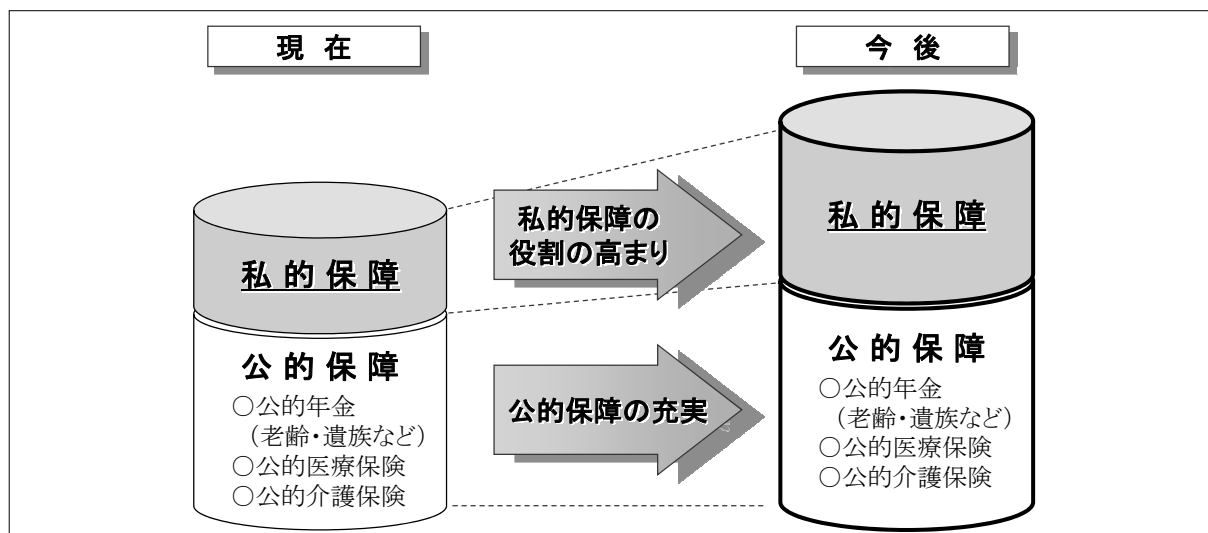 現 在
今 後
私的保障の
役割の高まり
私 的 保 障
私 的 保 障
公 的 保 障
○公的年金
（老齢・遺族など）
○公的医療保険
○公的介護保険
公的保障の充実
公 的 保 障
○公的年金
（老齢・遺族など）
○公的医療保険
○公的介護保険